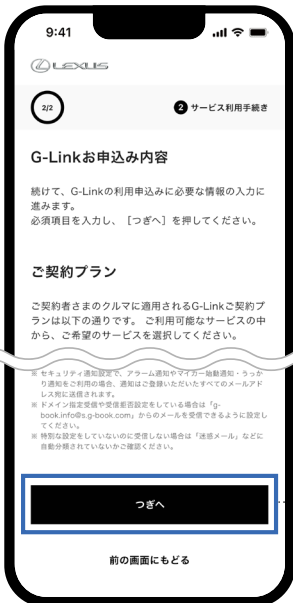 9:41
LEXUS
2/2
2 サービス利用手続き
G-Linkお申込み内容
続けて、G-Linkの利用申込みに必要な情報の入力に
進みます。
必須項目を入力し、［つぎへ］を押してください。
ご契約プラン
ご契約者さまのクルマに適用されるG-Linkご契約プ
ランは以下の通りです。 ご利用可能なサービスの中
から、ご希望のサービスを選択してください。
※ セキュリティ通知設定で、アラーム通知やマイカー始動通知・うっか
り通知をご利用の場合、通知はご登録いただいたすべてのメールアド
レス宛に送信されます。
※ ドメイン指定受信や受信拒否設定をしている場合は「g-
book.info@s.g-book.com」からのメールを受信できるように設定し
てください。
※ 特別な設定をしていないのに受信しない場合は「迷惑メール」などに
自動分類されていないかご確認ください。
つぎへ
前の画面にもどる